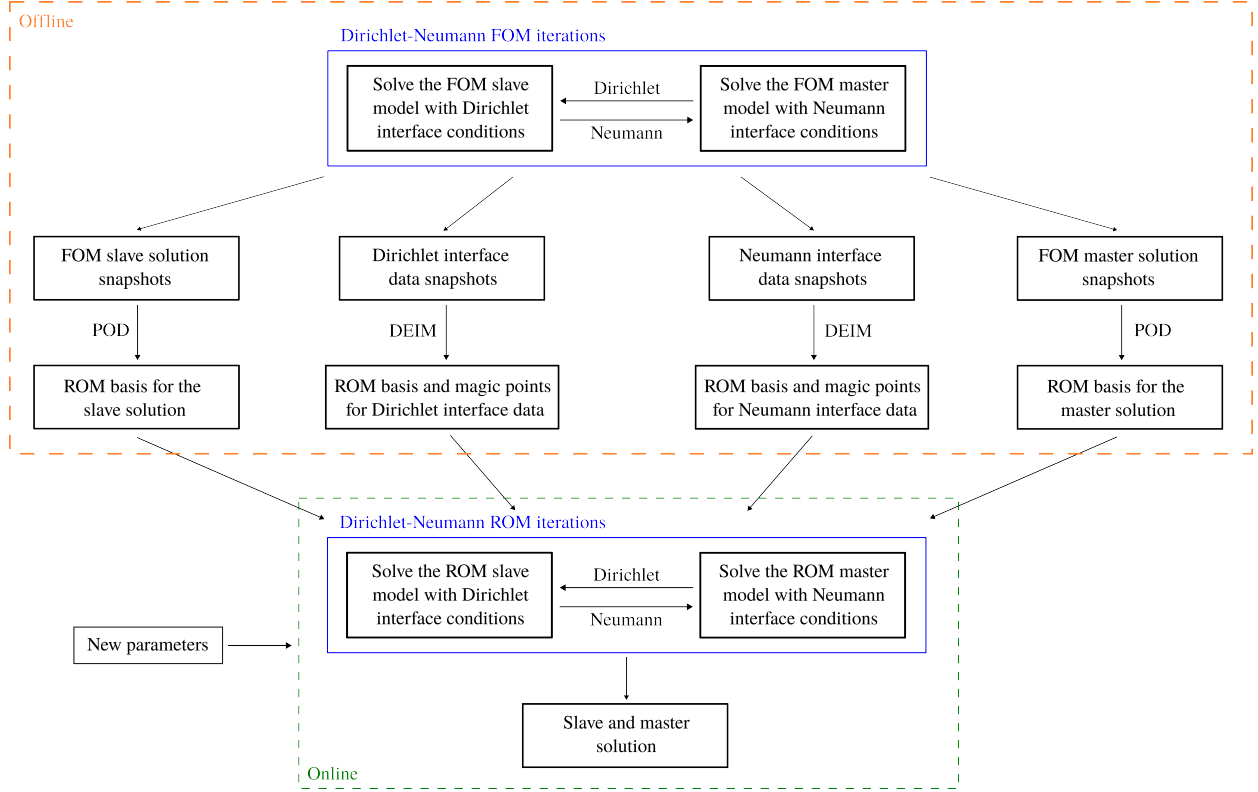 Offline
Dirichlet-Neumann FOM iterations
Solve the FOM slave
model with Dirichlet
interface conditions
Dirichlet
Neumann
Solve the FOM master
model with Neumann
interface conditions
FOM slave solution
snapshots
Dirichlet interface
data snapshots
Neumann interface
data snapshots
FOM master solution
snapshots
POD
DEIM
DEIM
POD
ROM basis for the
slave solution
ROM basis and magic points
for Dirichlet interface data
ROM basis and magic points
for Neumann interface data
ROM basis for the
master solution
Dirichlet-Neumann ROM iterations
Solve the ROM slave
model with Dirichlet
interface conditions
Dirichlet
Neumann
Solve the ROM master
model with Neumann
interface conditions
New parameters
Slave and master
solution
Online